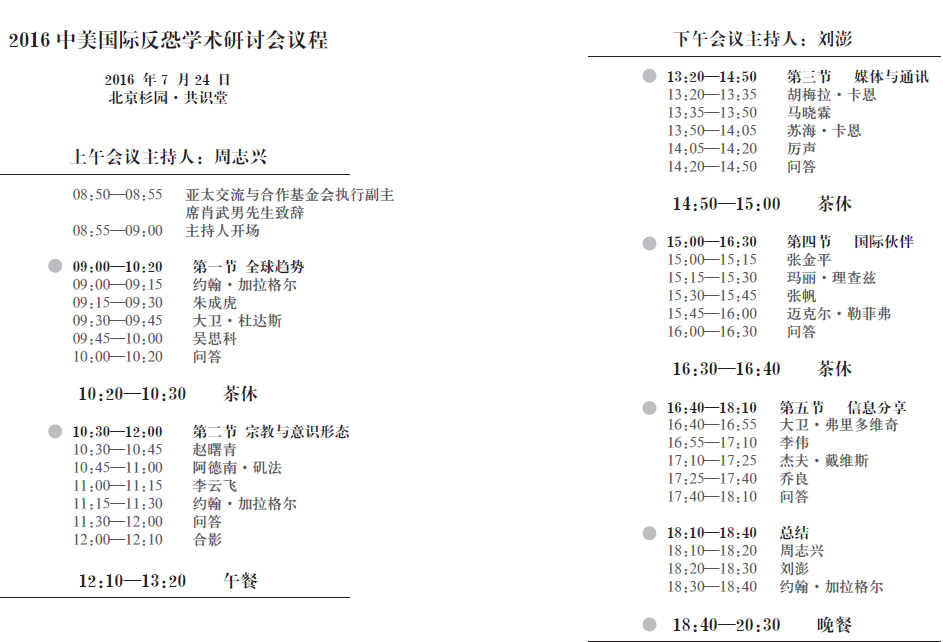 2016 中美国际反恐学术研讨会议程
2016 年 7 月 24 日
北京杉园·共识堂
上午会议主持人：周志兴
08:50—08:55 亚太交流与合作基金会执行副主
席肖武男先生致辞
08:55—09:00 主持人开场
09:00—10:20 第一节 全球趋势
09:00—09:15 约翰·加拉格尔
09:15—09:30 朱成虎
09:30—09:45 大卫·杜达斯
09:45—10:00 吴思科
10:00—10:20 问答
10:20—10:30 茶休
10:30—12:00 第二节 宗教与意识形态
10:30—10:45 赵曙青
10:45—11:00 阿德南·矶法
11:00—11:15 李云飞
11:15—11:30 约翰·加拉格尔
11:30—12:00 问答
12:00—12:10 合影
12:10—13:20 午餐
下午会议主持人：刘澎
13:20—14:50 第三节 媒体与通讯
13:20—13:35 胡梅拉·卡恩
13:35—13:50 马晓霖
13:50—14:05 苏海·卡恩
14:05—14:20 厉声
14:20—14:50 问答
14:50—15:00 茶休
15:00—16:30 第四节 国际伙伴
15:00—15:15 张金平
15:15—15:30 玛丽·理查兹
15:30—15:45 张帆
15:45—16:00 迈克尔·勒菲弗
16:00—16:30 问答
16:30—16:40 茶休
16:40—18:10 第五节 信息分享
16:40—16:55 大卫·弗里多维奇
16:55—17:10 李伟
17:10—17:25 杰夫·戴维斯
17:25—17:40 乔良
17:40—18:10 问答
18:10—18:40 总结
18:10—18:20 周志兴
18:20—18:30 刘澎
18:30—18:40 约翰·加拉格尔
18:40—20:30 晚餐